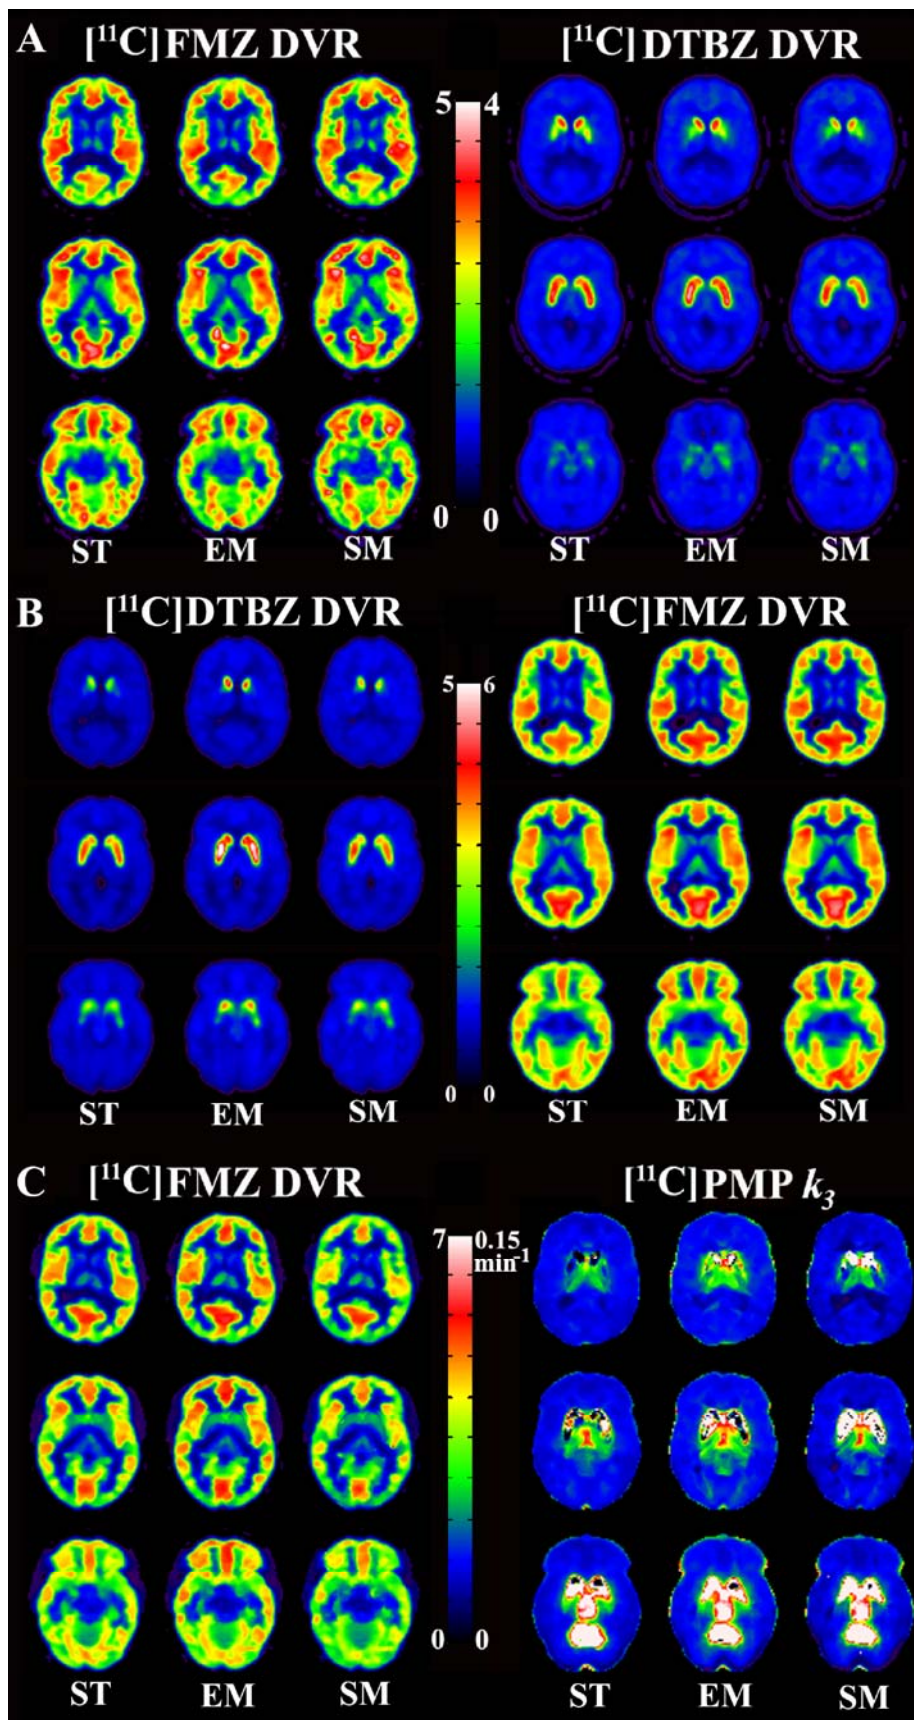 A [¹¹C]FMZ DVR [¹¹C]DTBZ DVR
5 4
0 0
ST EM SM ST EM SM
B [¹¹C]DTBZ DVR [¹¹C]FMZ DVR
5 6
0 0
ST EM SM ST EM SM
C [¹¹C]FMZ DVR [¹¹C]PMP k₃
7 0.15
min⁻¹
0 0
ST EM SM ST EM SM